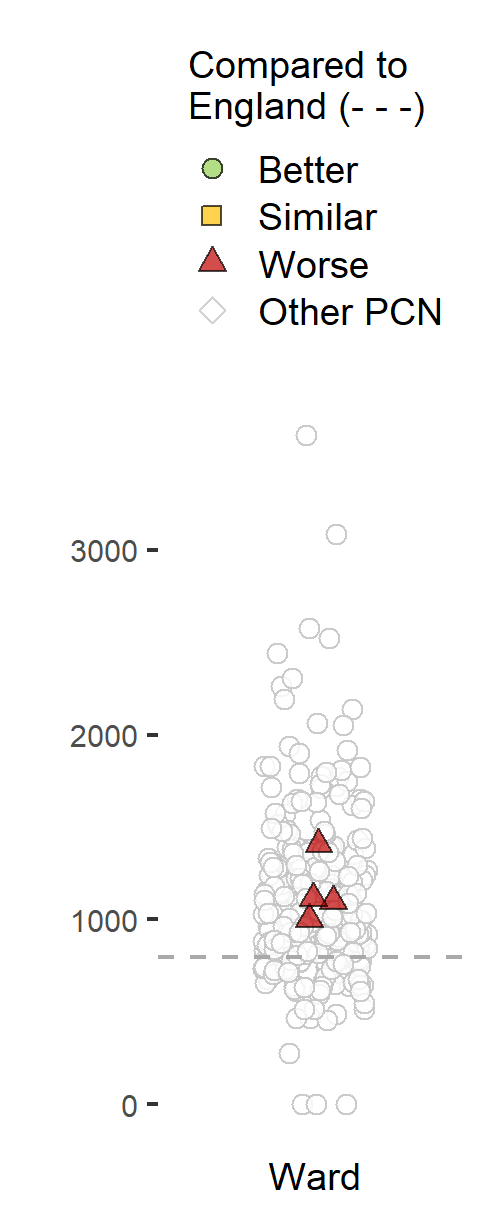 Compared to
England (- - -)
Better
Similar
Worse
Other PCN
3000
2000
1000
0
Ward